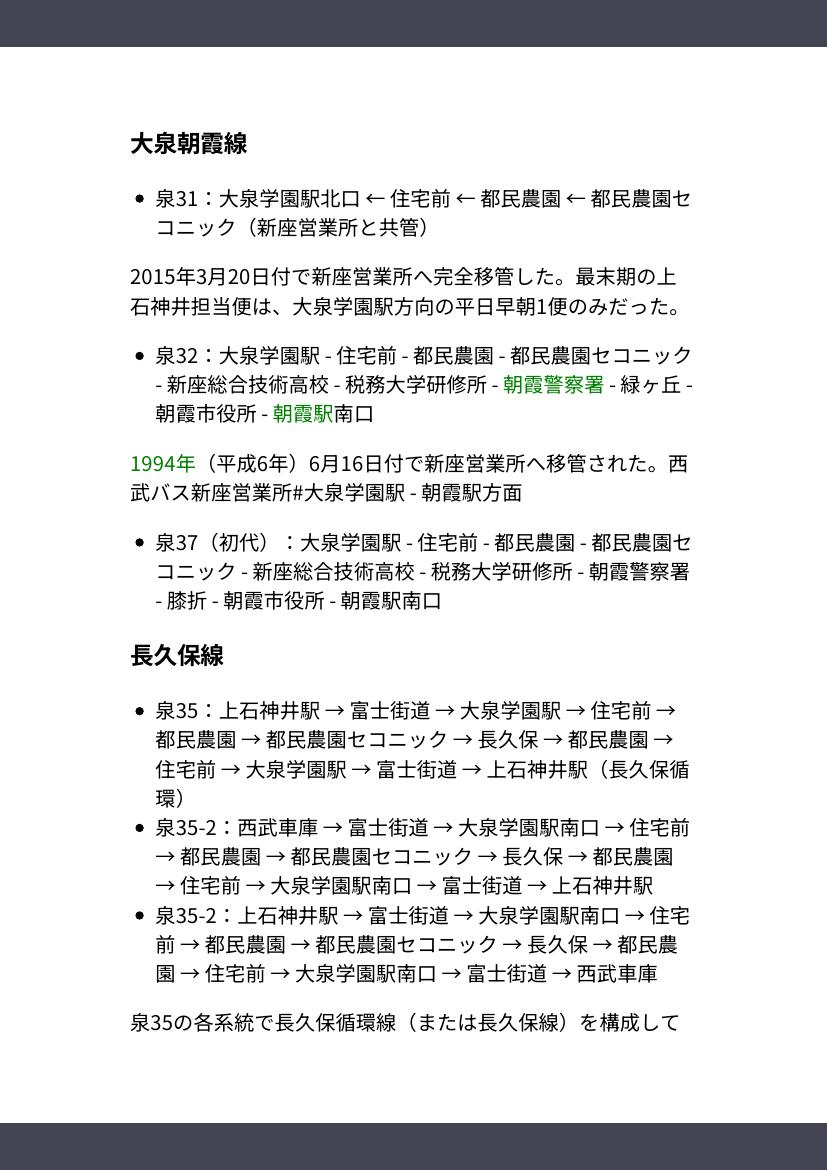 大泉朝霞線
泉31：大泉学園駅北口 ← 住宅前 ← 都民農園 ← 都民農園セ
コニック（新座営業所と共管）
2015年3月20日付で新座営業所へ完全移管した。最末期の上
石神井担当便は、大泉学園駅方向の平日早朝1便のみだった。
泉32：大泉学園駅 - 住宅前 - 都民農園 - 都民農園セコニック
- 新座総合技術高校 - 税務大学研修所 - 朝霞警察署 - 緑ヶ丘 -
朝霞市役所 - 朝霞駅南口
1994年（平成6年）6月16日付で新座営業所へ移管された。西
武バス新座営業所#大泉学園駅 - 朝霞駅方面
泉37（初代）：大泉学園駅 - 住宅前 - 都民農園 - 都民農園セ
コニック - 新座総合技術高校 - 税務大学研修所 - 朝霞警察署
- 膝折 - 朝霞市役所 - 朝霞駅南口
長久保線
泉35：上石神井駅 → 富士街道 → 大泉学園駅 → 住宅前 →
都民農園 → 都民農園セコニック → 長久保 → 都民農園 →
住宅前 → 大泉学園駅 → 富士街道 → 上石神井駅（長久保循
環）
泉35-2：西武車庫 → 富士街道 → 大泉学園駅南口 → 住宅前
→ 都民農園 → 都民農園セコニック → 長久保 → 都民農園
→ 住宅前 → 大泉学園駅南口 → 富士街道 → 上石神井駅
泉35-2：上石神井駅 → 富士街道 → 大泉学園駅南口 → 住宅
前 → 都民農園 → 都民農園セコニック → 長久保 → 都民農
園 → 住宅前 → 大泉学園駅南口 → 富士街道 → 西武車庫
泉35の各系統で長久保循環線（または長久保線）を構成して